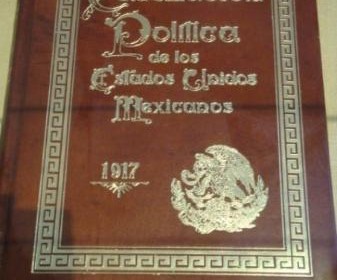 Política
de los
Estados Unidos
Mexicanos
1917